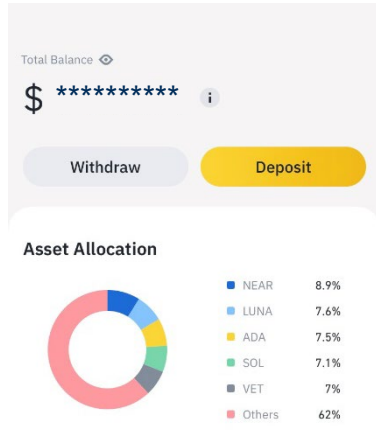 Total Balance
$ **********
i
Withdraw
Deposit
Asset Allocation
NEAR 8.9%
LUNA 7.6%
ADA 7.5%
SOL 7.1%
VET 7%
Others 62%